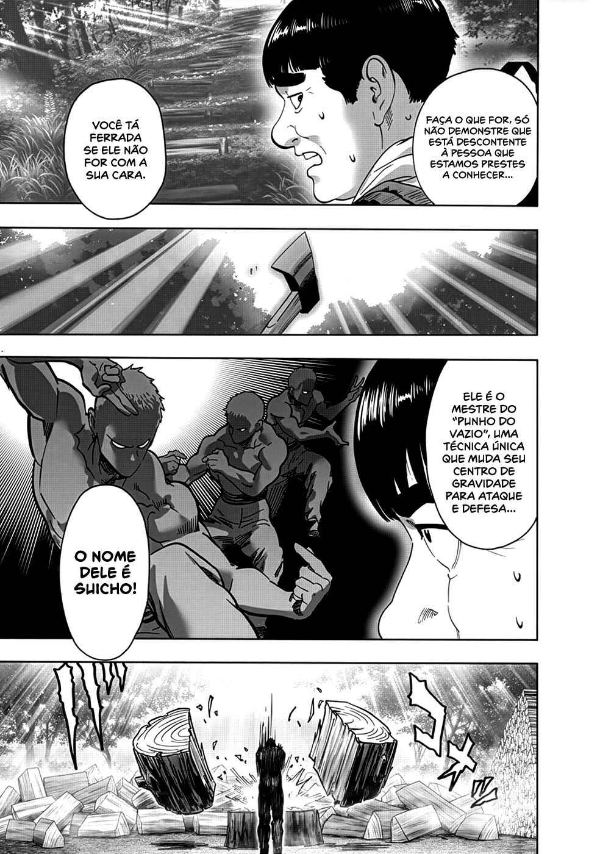 FAÇA O QUE FOR, SÓ
NÃO DEMONSTRE QUE
ESTÁ DESCONTENTE
À PESSOA QUE
ESTAMOS PRESTES
A CONHECER...
VOCÊ TÁ
FERRADA
SE ELE NÃO
FOR COM A
SUA CARA.
ELE É O
MESTRE DO
“PUNHO DO
VAZIO”, UMA
TÉCNICA ÚNICA
QUE MUDA SEU
CENTRO DE
GRAVIDADE
PARA ATAQUE
E DEFESA...
O NOME
DELE É
SUICHO!